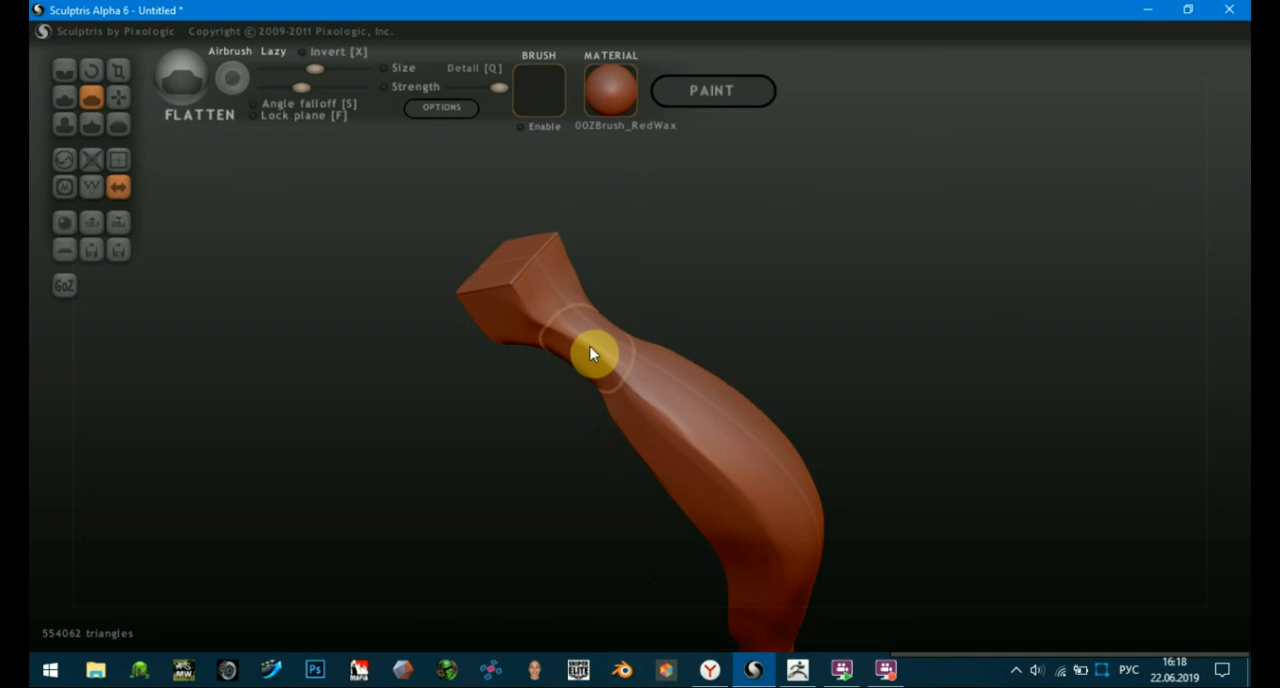 Sculptris Alpha 6 - Untitled *
Sculptris by Pixologic Copyright © 2009-2011 Pixologic, Inc.
Airbrush Lazy Invert [X]
Size Detail [Q]
Strength
Angle falloff [S]
Lock plane [F]
OPTIONS
FLATTEN
BRUSH
Enable
MATERIAL
00ZBrush_RedWax
PAINT
GoZ
554062 triangles
Ps
РУС
16:18
22.06.2019